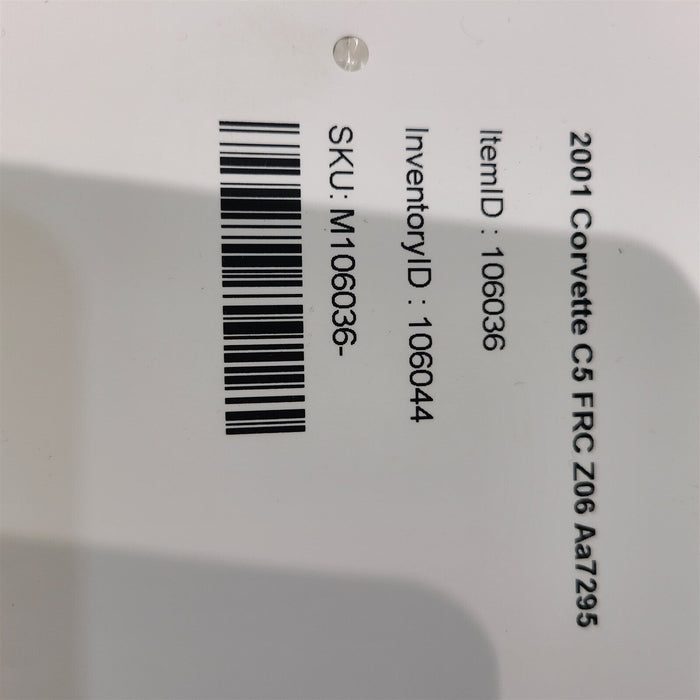 2001 Corvette C5 FRC Z06 Aa7295
ItemID : 106036
InventoryID : 106044
SKU: M106036-